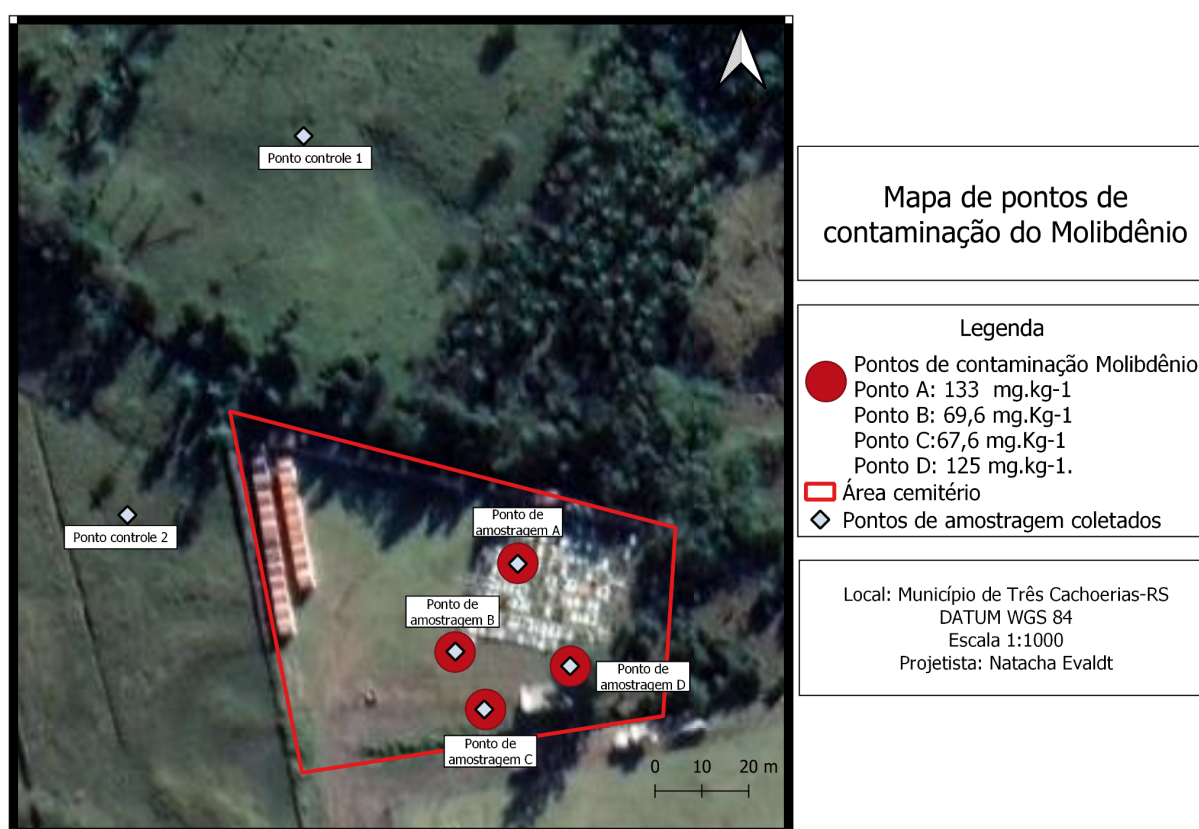 Ponto controle 1
Ponto controle 2
Ponto de
amostragem A
Ponto de
amostragem B
Ponto de
amostragem D
Ponto de
amostragem C
0 10 20 m
Mapa de pontos de
contaminação do Molibdênio
Legenda
Pontos de contaminação Molibdênio
Ponto A: 133  mg.kg-1
Ponto B: 69,6 mg.Kg-1
Ponto C:67,6 mg.Kg-1
Ponto D: 125 mg.kg-1.
Área cemitério
Pontos de amostragem coletados
Local: Município de Três Cachoerias-RS
DATUM WGS 84
Escala 1:1000
Projetista: Natacha Evaldt